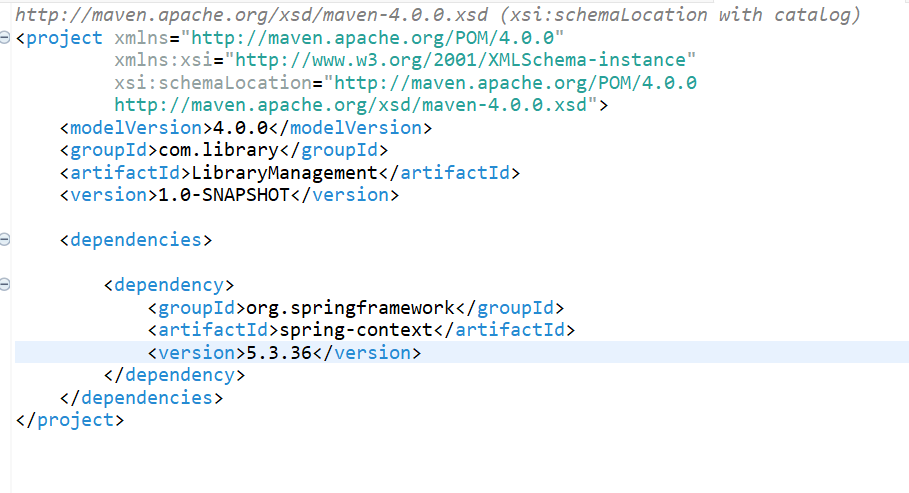 http://maven.apache.org/xsd/maven-4.0.0.xsd (xsi:schemaLocation with catalog)
<project xmlns="http://maven.apache.org/POM/4.0.0"
xmlns:xsi="http://www.w3.org/2001/XMLSchema-instance"
xsi:schemaLocation="http://maven.apache.org/POM/4.0.0
http://maven.apache.org/xsd/maven-4.0.0.xsd">
<modelVersion>4.0.0</modelVersion>
<groupId>com.library</groupId>
<artifactId>LibraryManagement</artifactId>
<version>1.0-SNAPSHOT</version>
<dependencies>
<dependency>
<groupId>org.springframework</groupId>
<artifactId>spring-context</artifactId>
<version>5.3.36</version>
</dependency>
</dependencies>
</project>